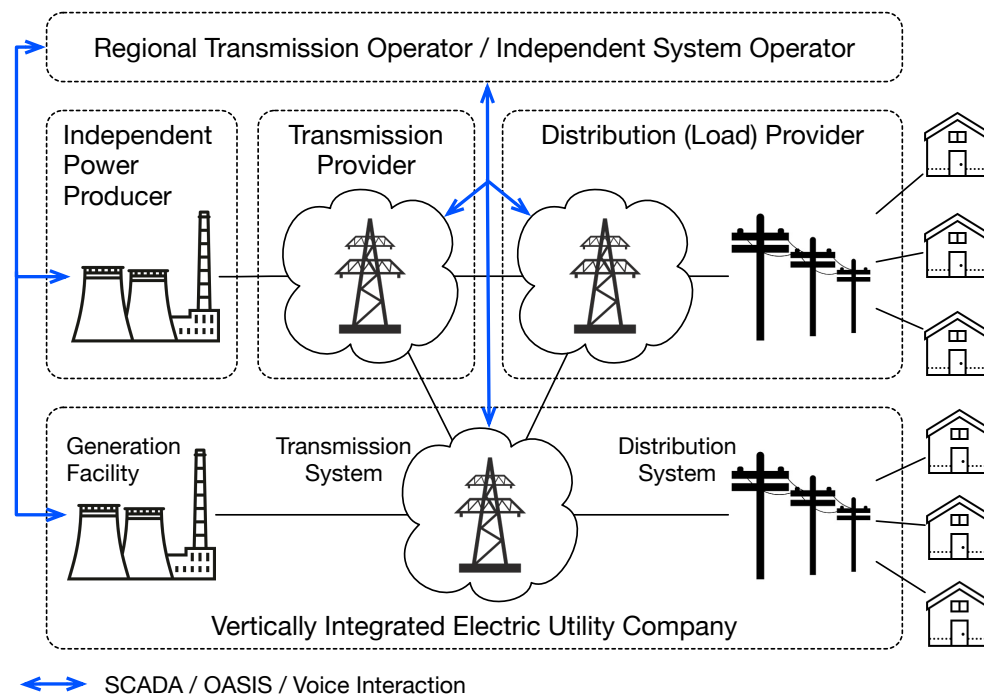 Regional Transmission Operator / Independent System Operator
Independent
Power
Producer
Transmission
Provider
Distribution (Load) Provider
Generation
Facility
Transmission
System
Distribution
System
Vertically Integrated Electric Utility Company
SCADA / OASIS / Voice Interaction